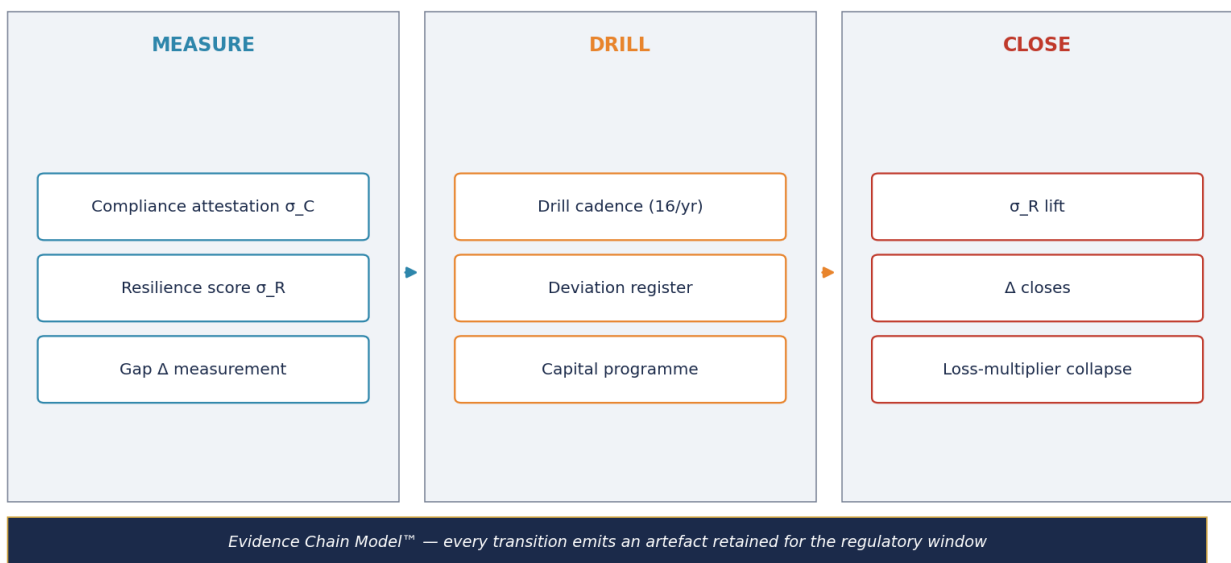 MEASURE
Compliance attestation σ_C
Resilience score σ_R
Gap Δ measurement
DRILL
Drill cadence (16/yr)
Deviation register
Capital programme
CLOSE
σ_R lift
Δ closes
Loss-multiplier collapse
Evidence Chain Model™ — every transition emits an artefact retained for the regulatory window